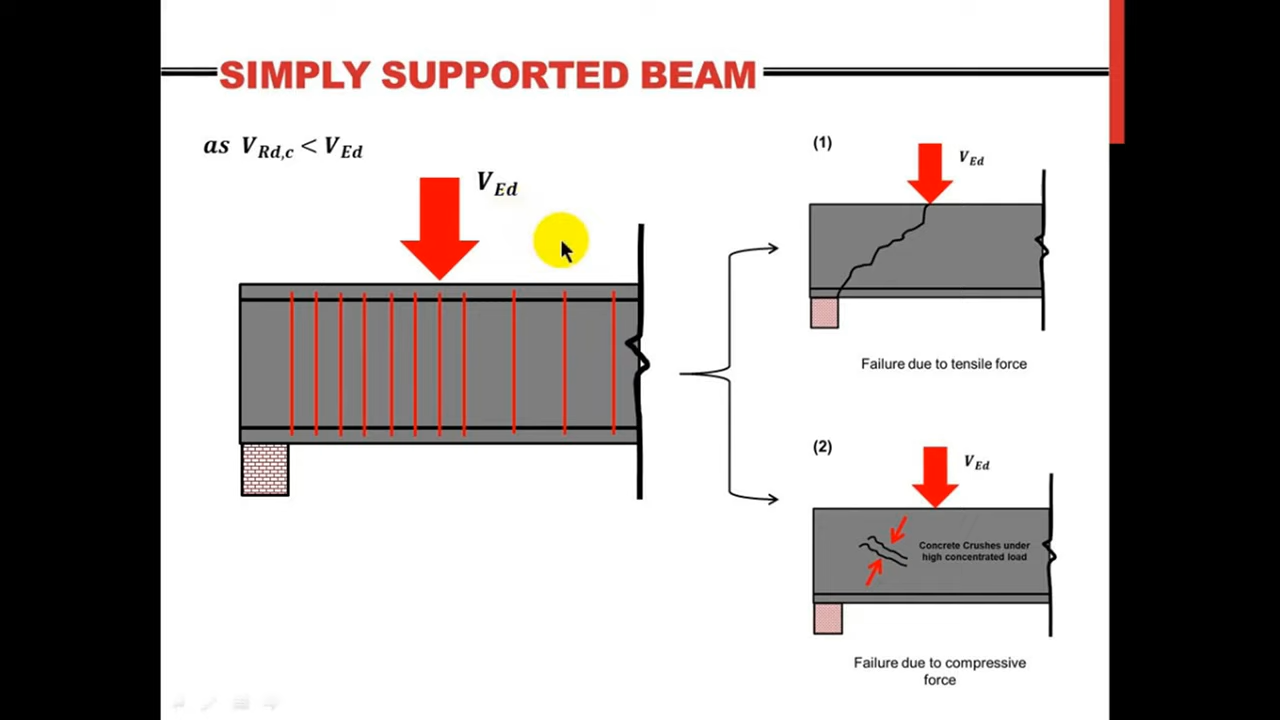 SIMPLY SUPPORTED BEAM
as V_Rd,c < V_Ed
V_Ed
(1)
V_Ed
Failure due to tensile force
(2)
V_Ed
Concrete Crushes under
high concentrated load
Failure due to compressive
force